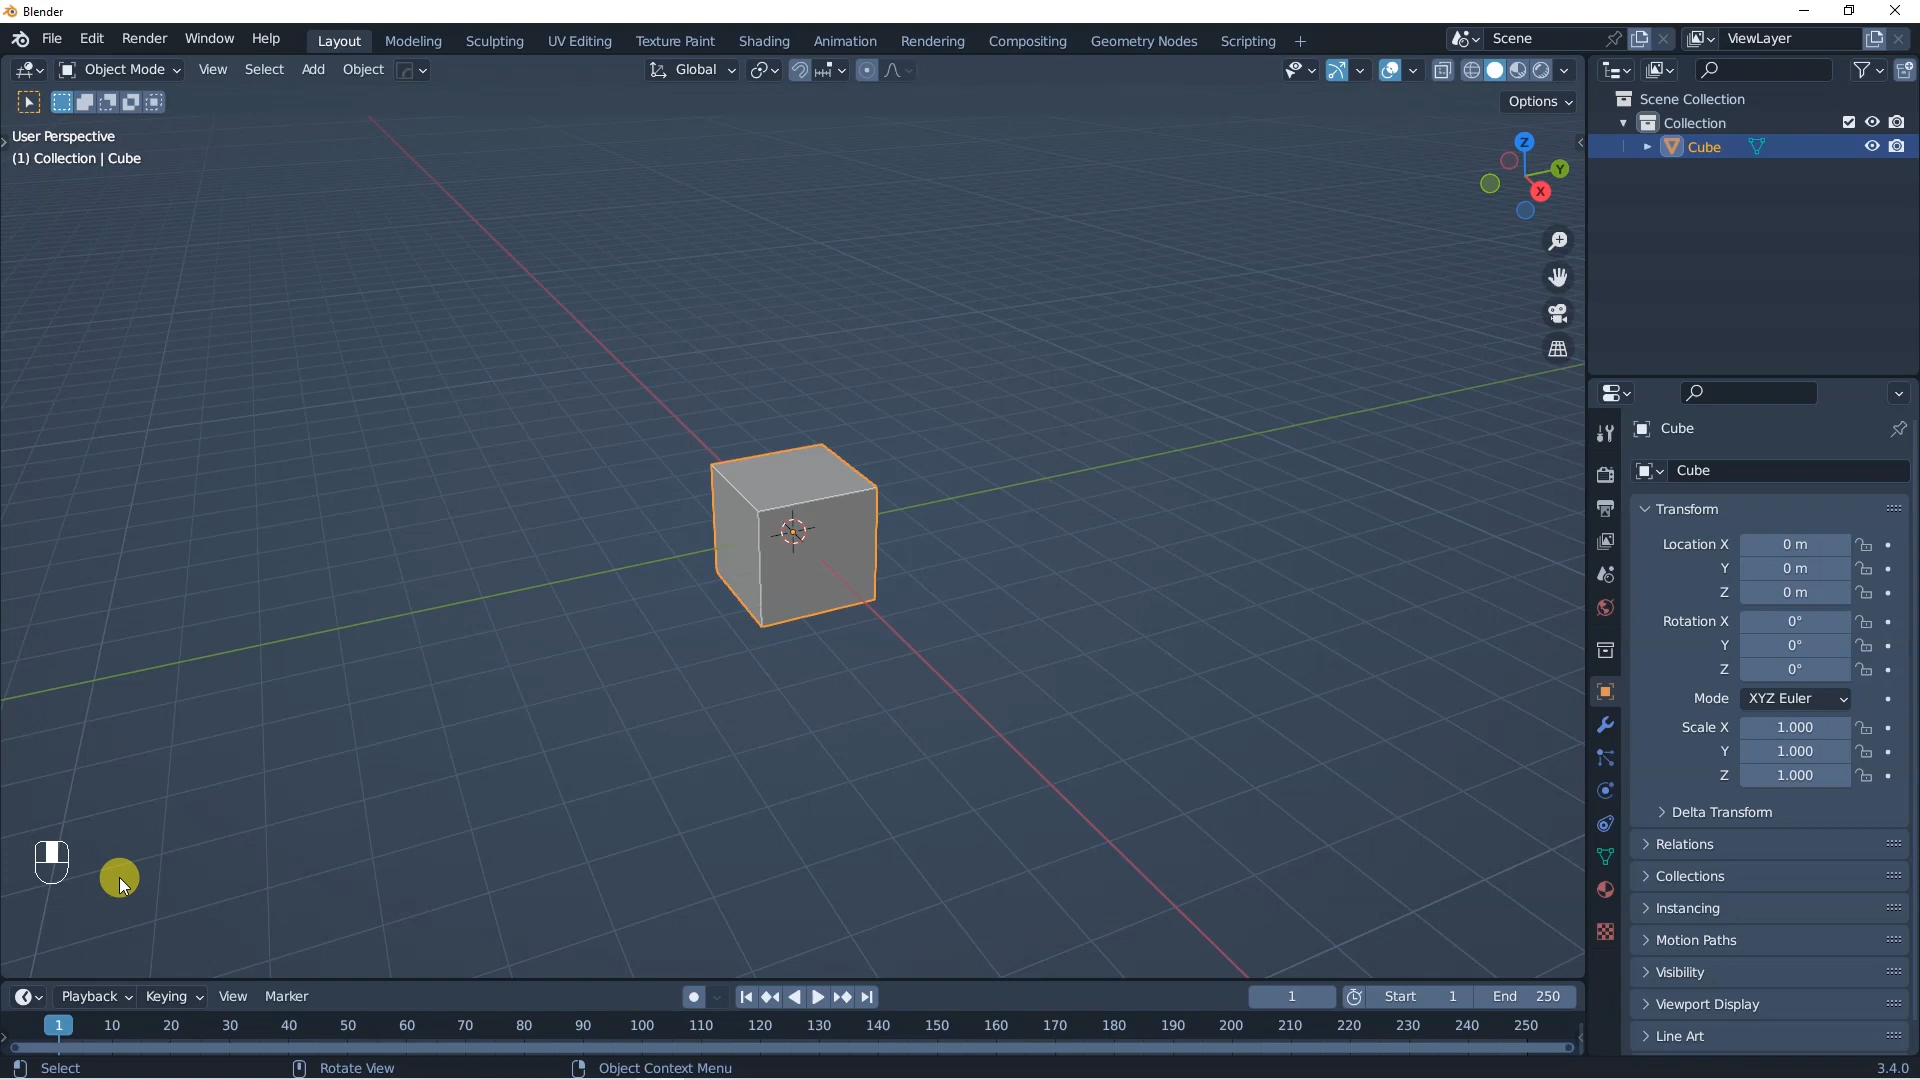 Blender
File Edit Render Window Help Layout Modeling Sculpting UV Editing Texture Paint Shading Animation Rendering Compositing Geometry Nodes Scripting + Scene ViewLayer
Object Mode View Select Add Object Global
Options
User Perspective
(1) Collection | Cube
Z
Y
X
Scene Collection
Collection
Cube
Cube
Cube
Transform
Location X 0 m
Y 0 m
Z 0 m
Rotation X 0°
Y 0°
Z 0°
Mode XYZ Euler
Scale X 1.000
Y 1.000
Z 1.000
Delta Transform
Relations
Collections
Instancing
Motion Paths
Visibility
Viewport Display
Line Art
Playback Keying View Marker 1 Start 1 End 250
1 10 20 30 40 50 60 70 80 90 100 110 120 130 140 150 160 170 180 190 200 210 220 230 240 250
Select Rotate View Object Context Menu 3.4.0